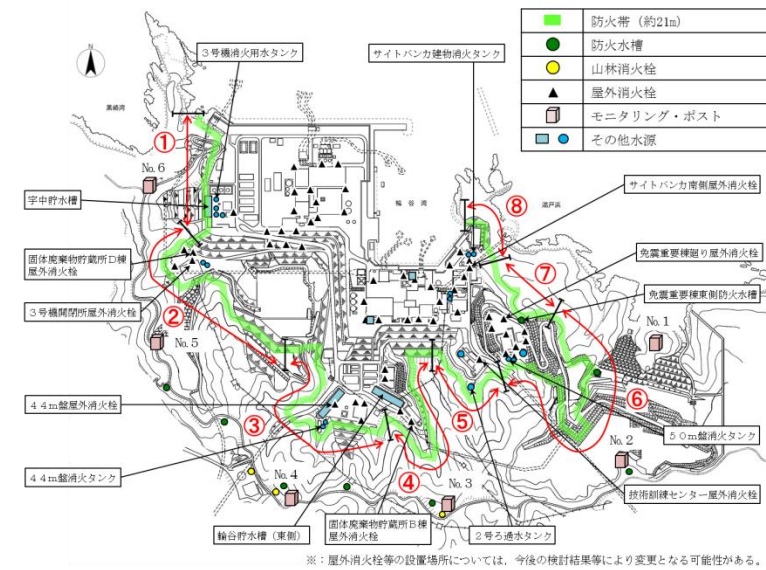 防火帯(約21m)
防火水槽
山林消火栓
屋外消火栓
モニタリング・ポスト
その他水源
3号機消火用水タンク
サイトバンカ建物消火タンク
N
①
No.6
宇中貯水槽
輪谷湾
⑧
サイトバンカ南側屋外消火栓
固体廃棄物貯蔵所D棟
屋外消火栓
⑦
免震重要棟廻り屋外消火栓
免震重要棟東側防火水槽
3号機開閉所屋外消火栓
②
No.5
No.1
44m盤屋外消火栓
③
⑤
⑥
50m盤消火タンク
44m盤消火タンク
No.4
④
No.3
No.2
技術訓練センター屋外消火栓
輪谷貯水槽(東側)
固体廃棄物貯蔵所B棟
屋外消火栓
2号ろ過水タンク
※:屋外消火栓等の設置場所については、今後の検討結果等により変更となる可能性がある。